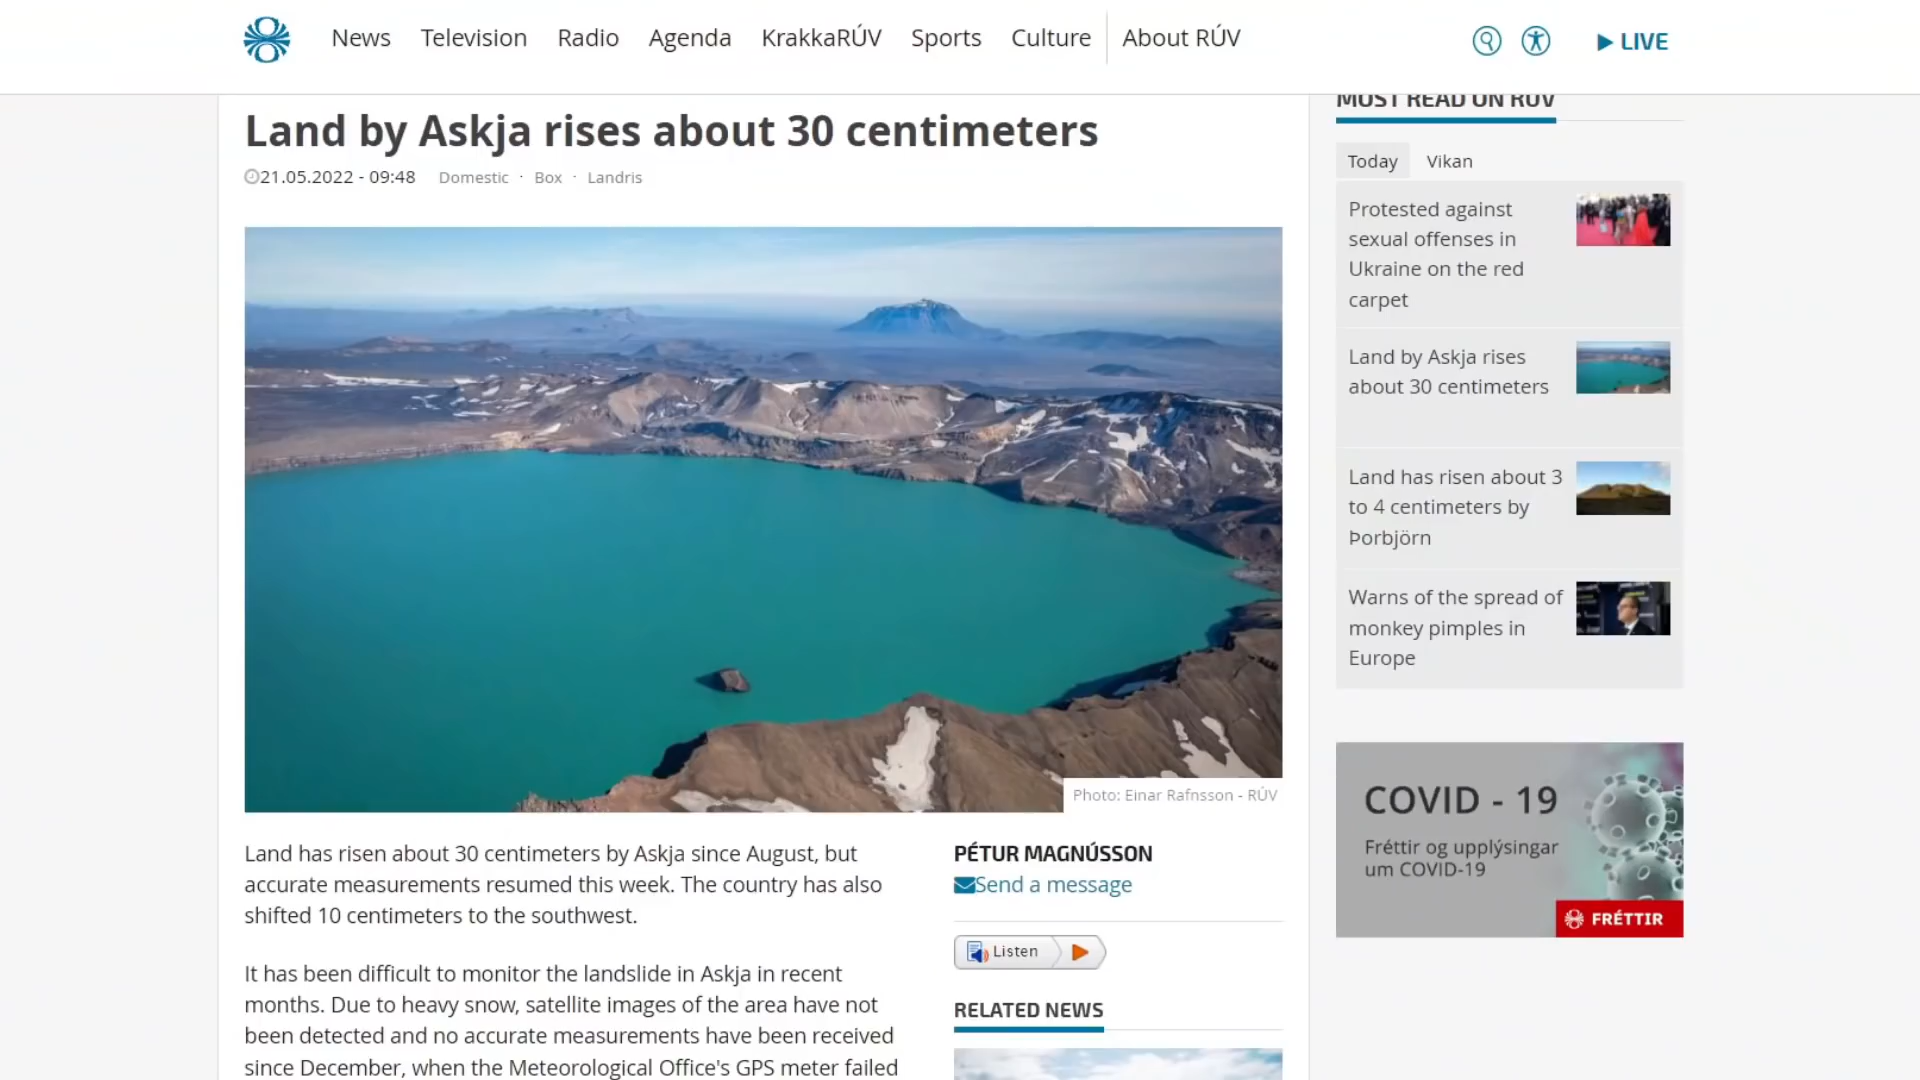 News Television Radio Agenda KrakkaRÚV Sports Culture About RÚV LIVE
Land by Askja rises about 30 centimeters
21.05.2022 - 09:48 Domestic · Box · Landris
Photo: Einar Rafnsson - RÚV
Land has risen about 30 centimeters by Askja since August, but
accurate measurements resumed this week. The country has also
shifted 10 centimeters to the southwest.
It has been difficult to monitor the landslide in Askja in recent
months. Due to heavy snow, satellite images of the area have not
been detected and no accurate measurements have been received
since December, when the Meteorological Office's GPS meter failed
PÉTUR MAGNÚSSON
Send a message
Listen
RELATED NEWS
MOST READ ON RÚV
Today Vikan
Protested against
sexual offenses in
Ukraine on the red
carpet
Land by Askja rises
about 30 centimeters
Land has risen about 3
to 4 centimeters by
Þorbjörn
Warns of the spread of
monkey pimples in
Europe
COVID - 19
Fréttir og upplýsingar
um COVID-19
FRÉTTIR